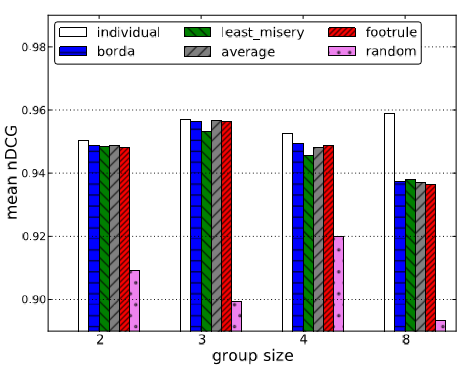 0.98
individual
least_misery
footrule
borda
average
random
0.96
0.94
0.92
0.90
mean nDCG
2
3
4
8
group size